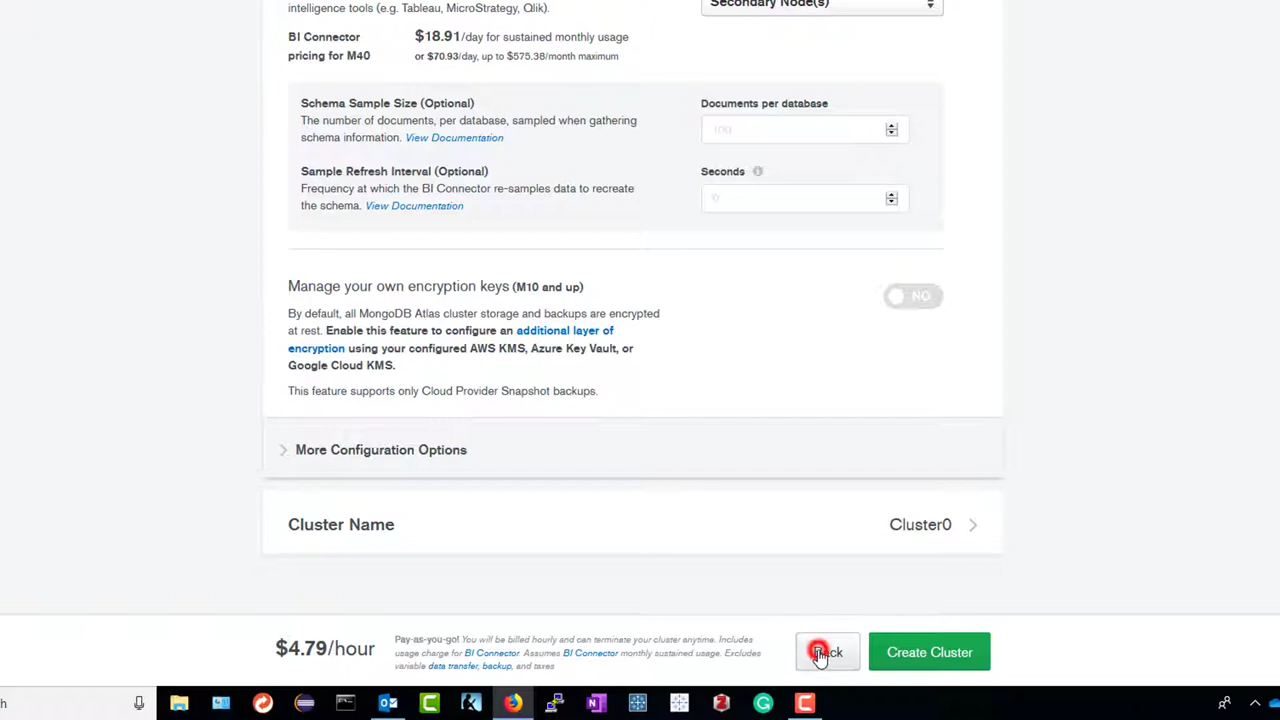 intelligence tools (e.g. Tableau, MicroStrategy, Qlik).
Secondary Node(s)
BI Connector
pricing for M40
$18.91/day for sustained monthly usage
or $70.93/day, up to $575.38/month maximum
Schema Sample Size (Optional)
The number of documents, per database, sampled when gathering
schema information. View Documentation
Documents per database
100
Sample Refresh Interval (Optional)
Frequency at which the BI Connector re-samples data to recreate
the schema. View Documentation
Seconds
0
Manage your own encryption keys (M10 and up)
NO
By default, all MongoDB Atlas cluster storage and backups are encrypted
at rest. Enable this feature to configure an additional layer of
encryption using your configured AWS KMS, Azure Key Vault, or
Google Cloud KMS.
This feature supports only Cloud Provider Snapshot backups.
More Configuration Options
Cluster Name
Cluster0
$4.79/hour
Pay-as-you-go! You will be billed hourly and can terminate your cluster anytime. Includes
usage charge for BI Connector. Assumes BI Connector monthly sustained usage. Excludes
variable data transfer, backup, and taxes
Create Cluster